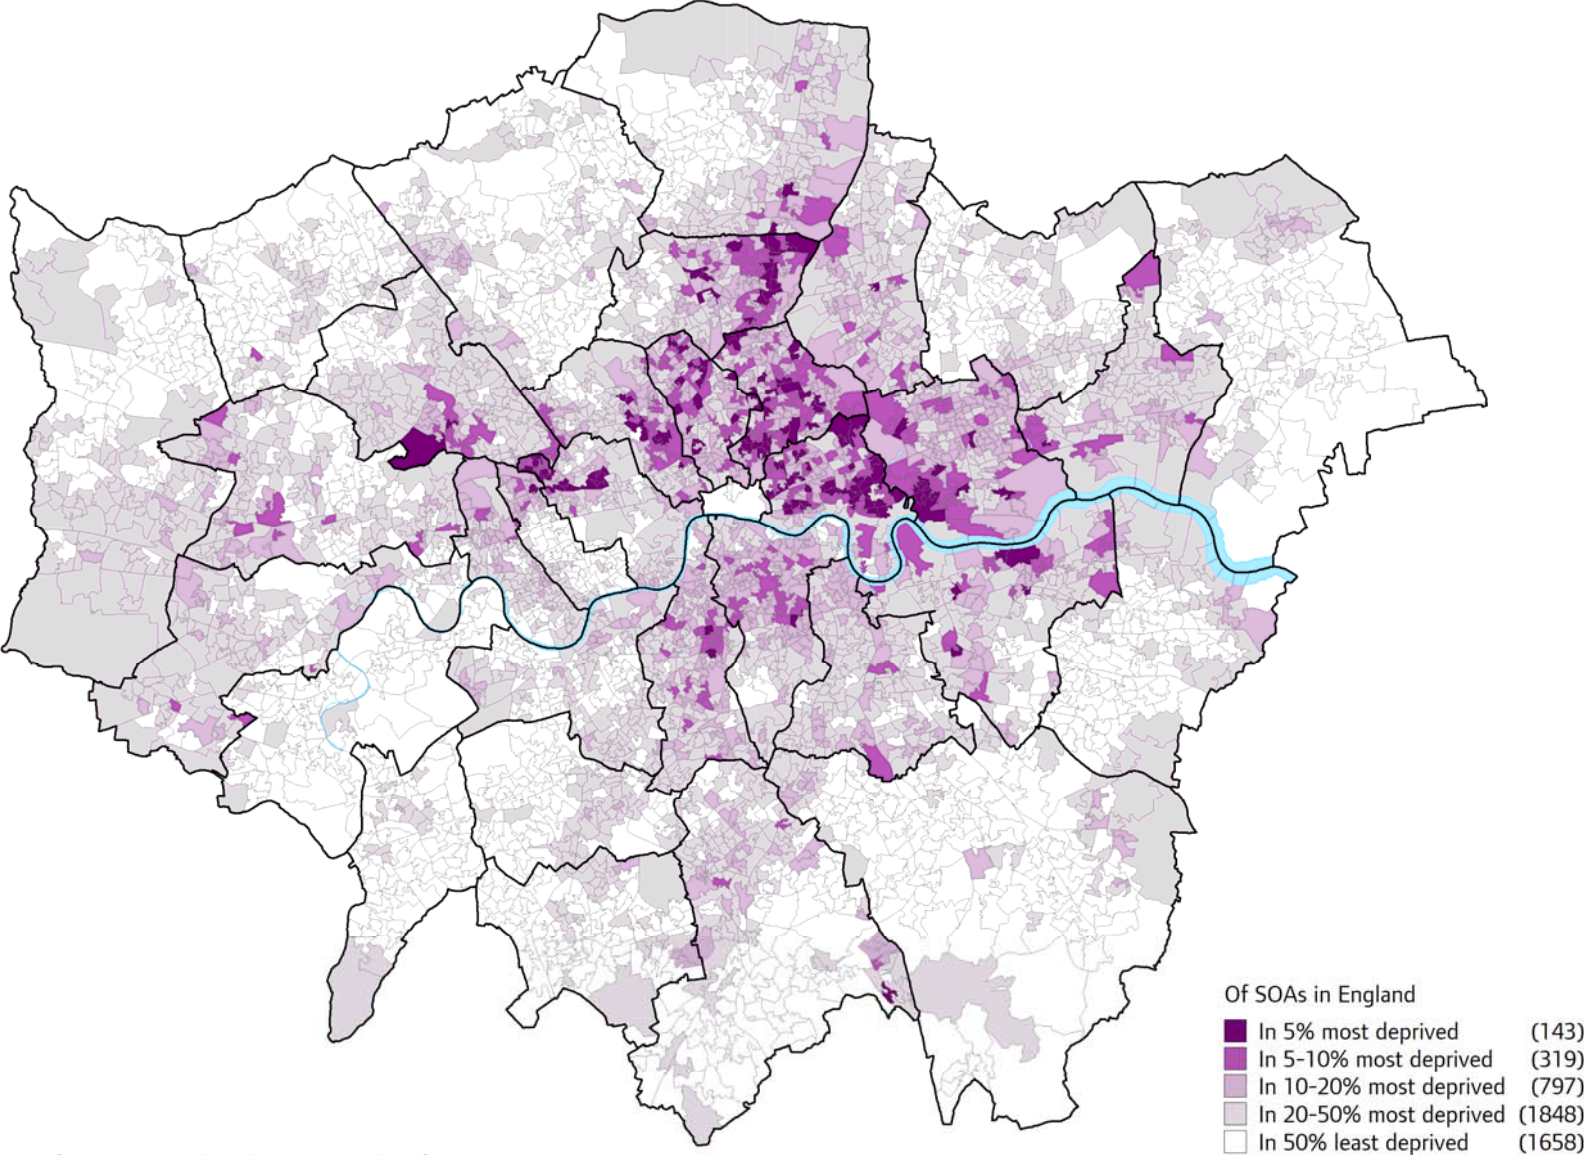 Of SOAs in England
In 5% most deprived (143)
In 5-10% most deprived (319)
In 10-20% most deprived (797)
In 20-50% most deprived (1848)
In 50% least deprived (1658)